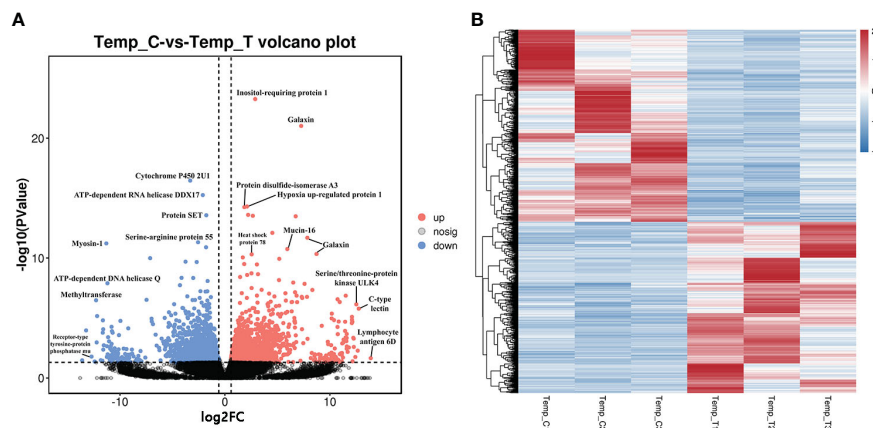 A
B
Temp_C-vs-Temp_T volcano plot
Inositol-requiring protein 1
Galaxin
20
Cytochrome P450 2U1
ATP-dependent RNA helicase DDX17
Protein disfulfide-isomerase A3
Hypoxia up-regulated protein 1
Protein SET
Mucin-16
Serine-arginine protein 55
Myosin-1
Heat shock
protein 78
Galaxin
10
ATP-dependent DNA helicase Q
Methyltransferase
Serine/threonine-protein
kinase ULK4
C-type
lectin
Receptor-type
tyresine-protein
phosphatase mu
Lymphocyte
antigen 6D
0
-10
0
10
log2FC
-log10(PValue)
up
nosig
down
Temp_C
Temp_C
Temp_C
Temp_T
Temp_T
Temp_T